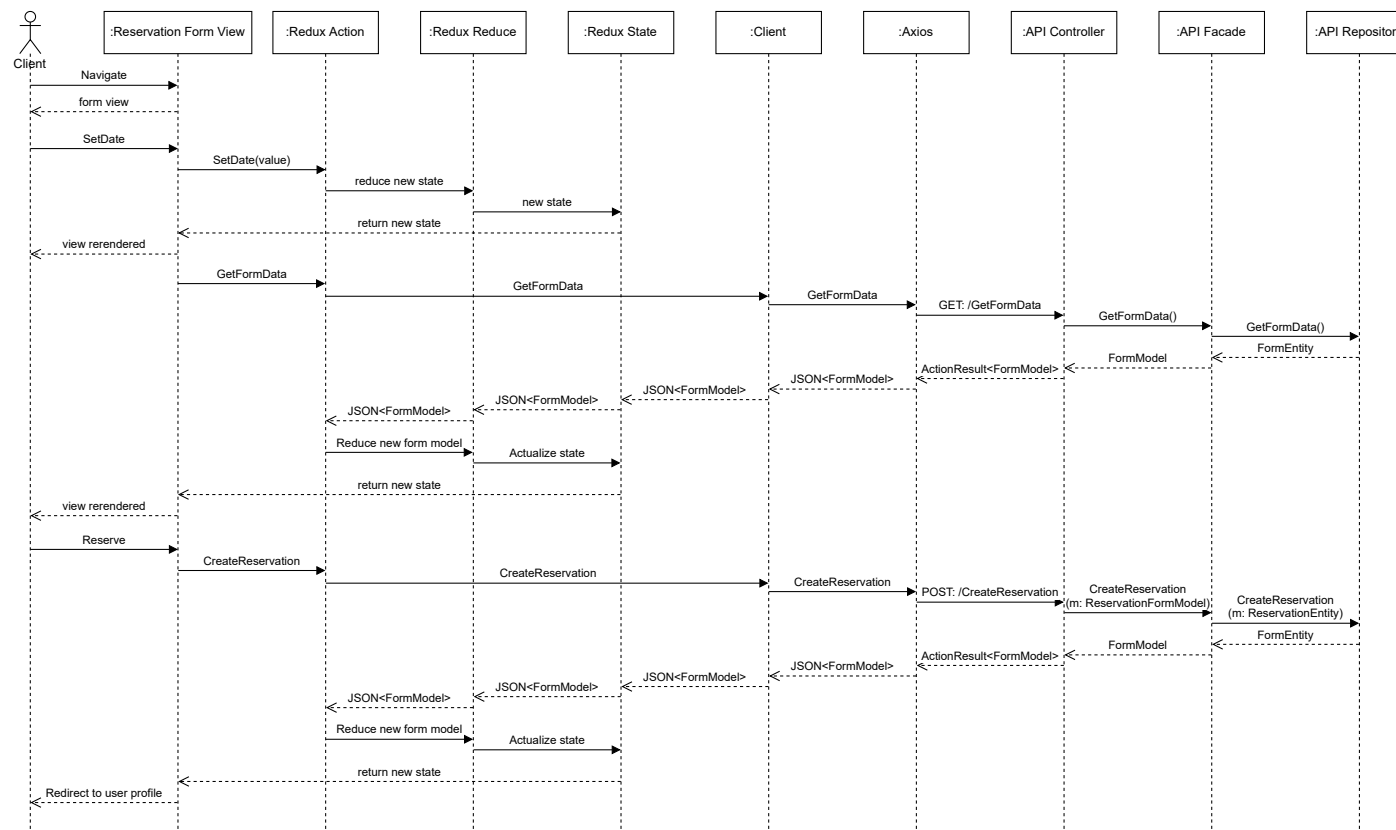 :Reservation Form View
:Redux Action
:Redux Reduce
:Redux State
:Client
:Axios
:API Controller
:API Facade
:API Repositor
Client
Navigate
form view
SetDate
SetDate(value)
reduce new state
new state
return new state
view rerendered
GetFormData
GetFormData
GetFormData
GET: /GetFormData
GetFormData()
GetFormData()
FormEntity
FormModel
ActionResult<FormModel>
JSON<FormModel>
JSON<FormModel>
JSON<FormModel>
JSON<FormModel>
Reduce new form model
Actualize state
return new state
view rerendered
Reserve
CreateReservation
CreateReservation
CreateReservation
POST: /CreateReservation
CreateReservation
(m: ReservationFormModel)
CreateReservation
(m: ReservationEntity)
FormEntity
FormModel
ActionResult<FormModel>
JSON<FormModel>
JSON<FormModel>
JSON<FormModel>
JSON<FormModel>
Reduce new form model
Actualize state
return new state
Redirect to user profile